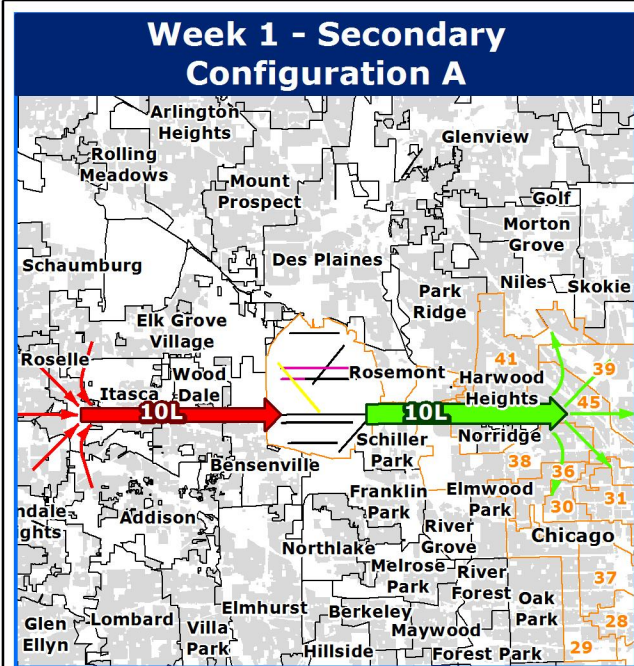 Week 1 - Secondary
Configuration A
Arlington
Heights
Glenview
Rolling
Meadows
Mount
Prospect
Golf
Morton
Grove
Des Plaines
Schaumburg
Niles
Skokie
Park
Ridge
Elk Grove
Village
Roselle
41
39
Wood
Dale
Rosemont
Harwood
Heights
Itasca
45
10L
10L
Norridge
Schiller
Park
Bensenville
38
36
Franklin
Park
Elmwood
Park
31
30
ndale
ghts
Addison
River
Grove
Chicago
Northlake
Melrose
Park
River
Forest
37
Oak
Park
Elmhurst
Berkeley
Glen
Ellyn
Lombard
Villa
Park
Maywood
28
Hillside
Forest Park
29